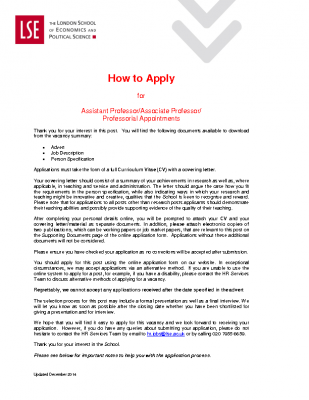 LSE THE LONDON SCHOOL
OF ECONOMICS AND
POLITICAL SCIENCE
How to Apply
for
Assistant Professor/Associate Professor/
Professorial Appointments
Thank you for your interest in this post. You will find the following documents available to download
from the vacancy summary:
• Advert
• Job Description
• Person Specification
Applications must take the form of a full Curriculum Vitae (CV) with a covering letter.
Your covering letter should consist of a summary of your achievements in research as well as, where
applicable, in teaching and service and administration. The letter should argue the case how you fit
the requirements in the person specification, while also indicating ways in which your research and
teaching might be innovative and creative, qualities that the School is keen to recognise and reward.
Please note that for applications to all posts other than research posts applicants should demonstrate
their teaching abilities and possibly provide supporting evidence of the quality of their teaching.
After completing your personal details online, you will be prompted to attach your CV and your
covering letter material as separate documents. In addition, please attach electronic copies of
two publications, which can be working papers or job market papers, that are relevant to this post on
the Supporting Documents page of the online application form. Applications without these additional
documents will not be considered.
Please ensure you have checked your application as no corrections will be accepted after submission.
You should apply for this post using the online application form on our website. In exceptional
circumstances, we may accept applications via an alternative method. If you are unable to use the
online system to apply for a post, for example, if you have a disability, please contact the HR Services
Team to discuss alternative methods of applying for a vacancy.
Regrettably, we cannot accept any applications received after the date specified in the advert
The selection process for this post may include a formal presentation as well as a final interview. We
will let you know as soon as possible after the closing date whether you have been shortlisted for
giving a presentation and for interview.
We hope that you will find it easy to apply for this vacancy and we look forward to receiving your
application. However, if you do have any queries about submitting your application, please do not
hesitate to contact the HR Services Team by email to hr.jobs@lse.ac.uk or by calling 020 7955 6659.
Thank you for your interest in the School.
Please see below for important notes to help you with the application process.
Updated December 2014